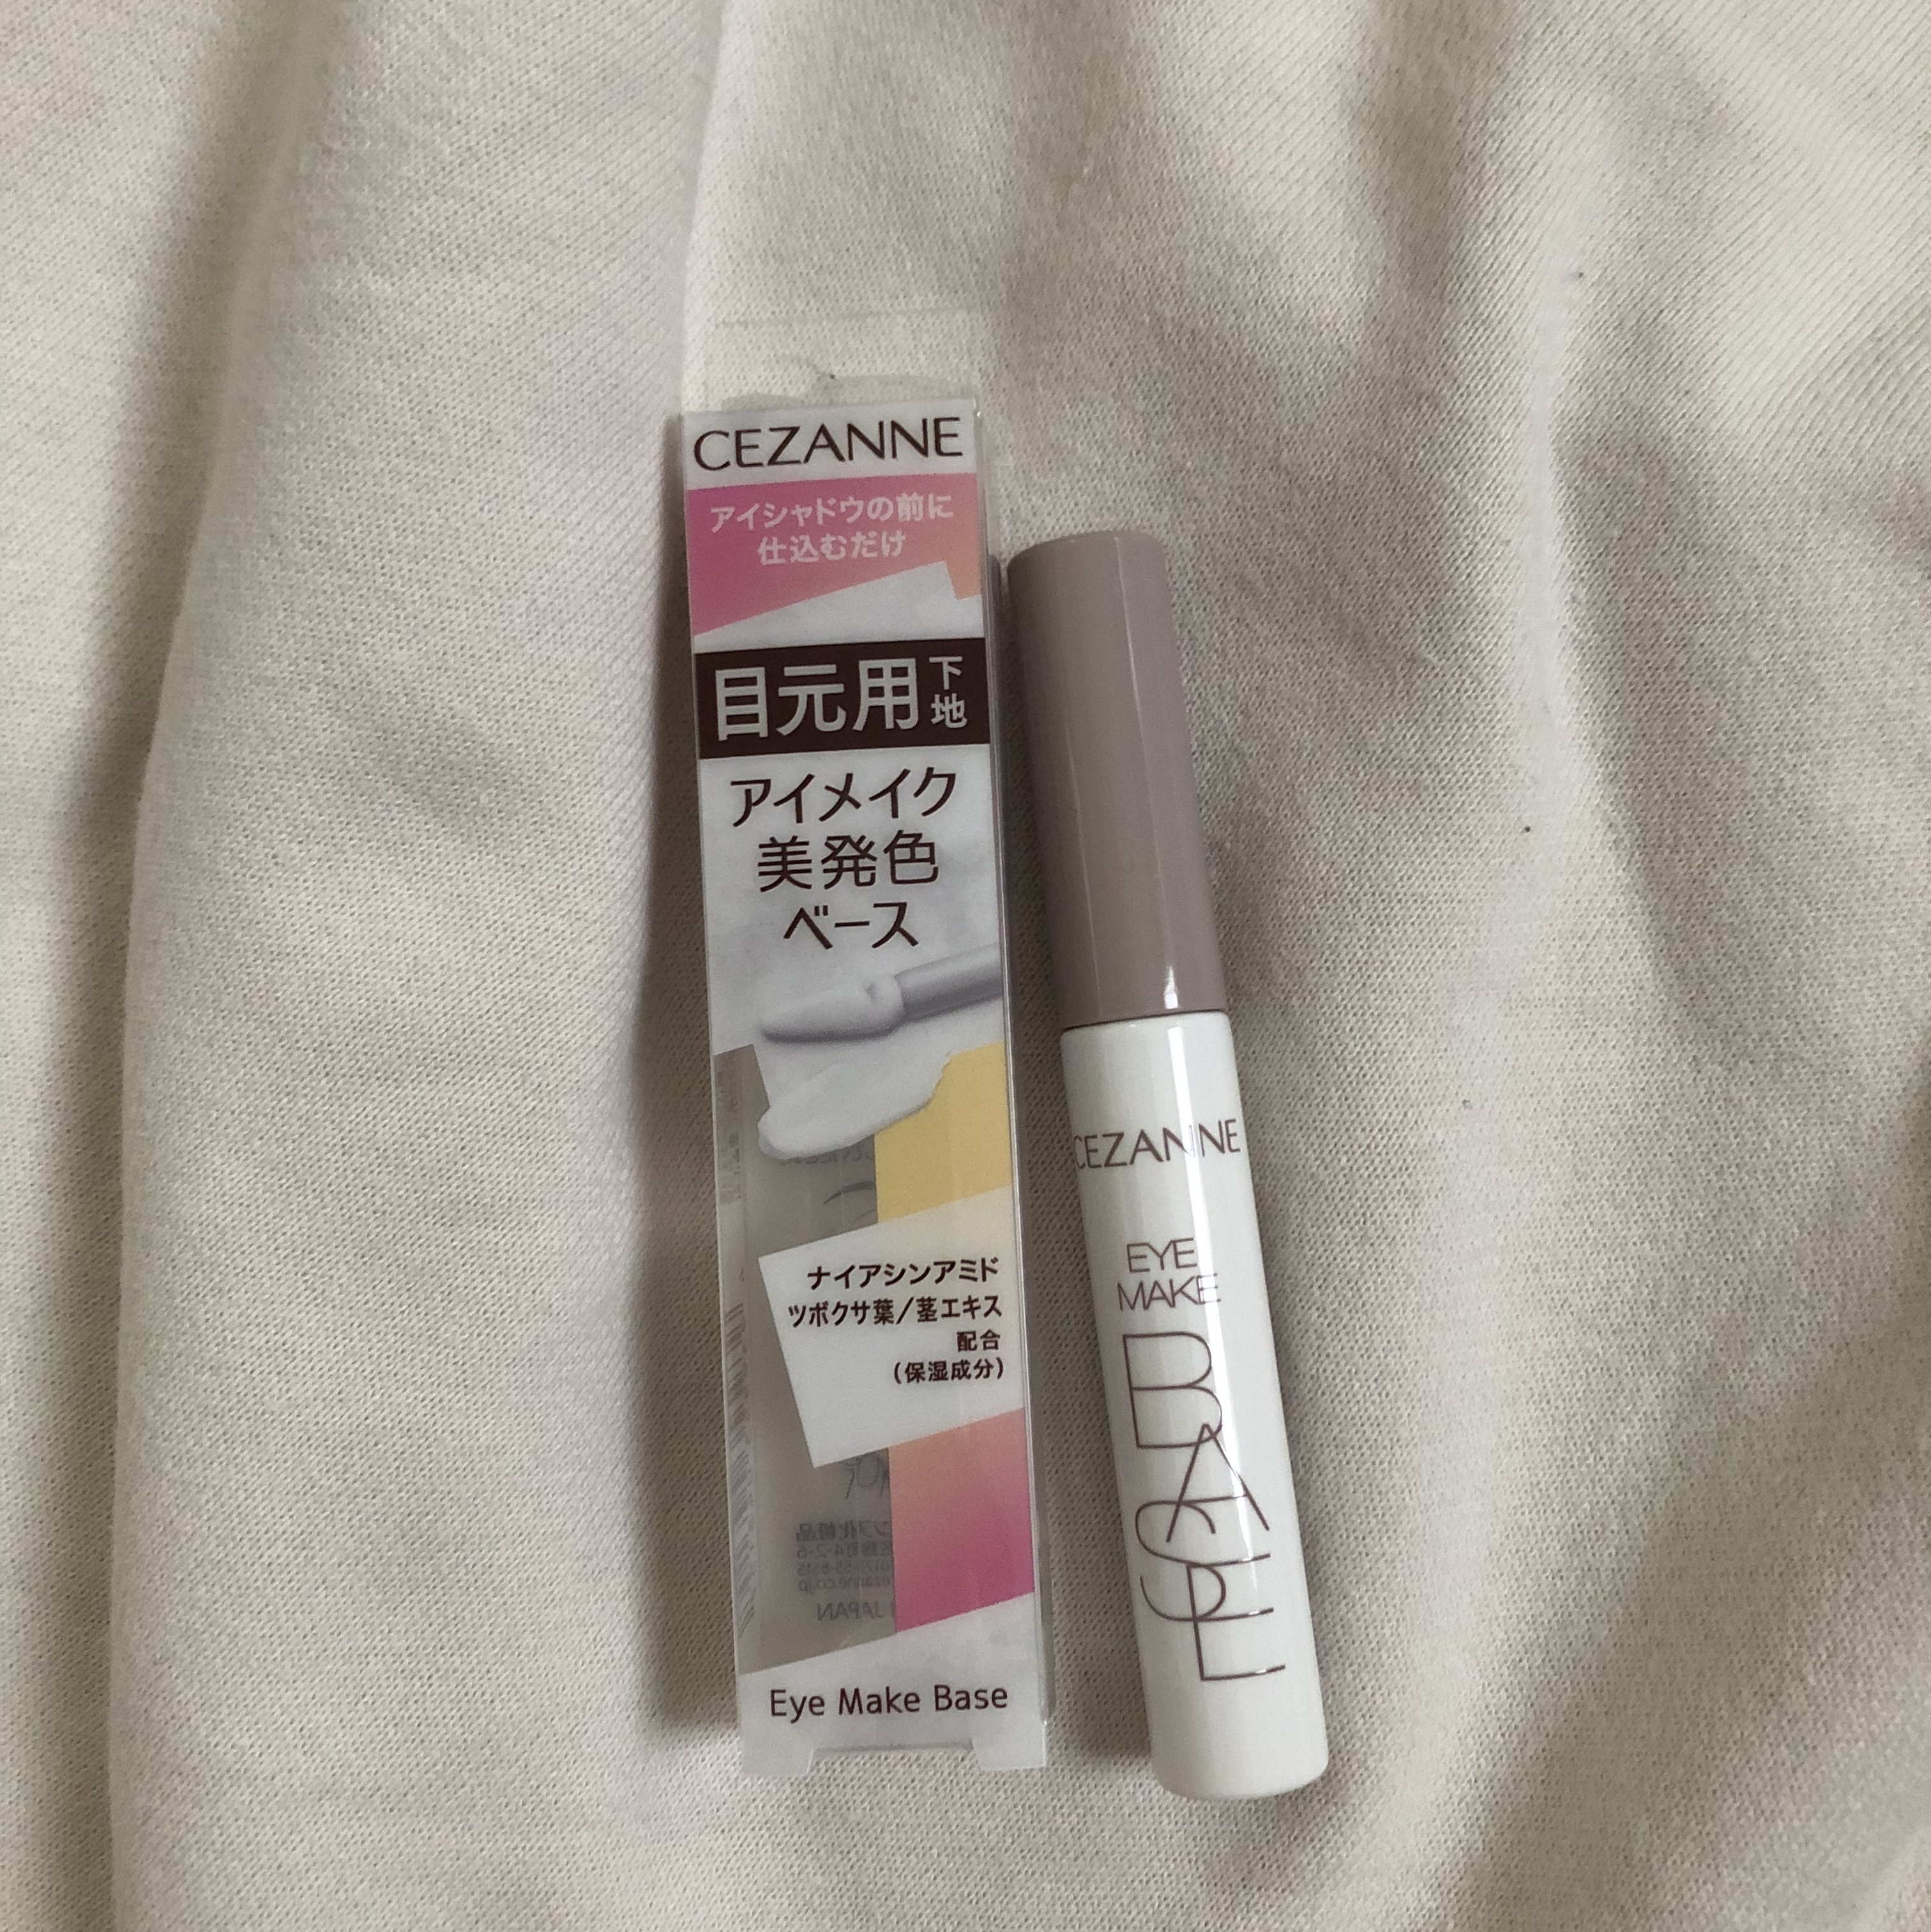 CEZANNE
アイシャドウの前に
仕込むだけ
目元用下地
アイメイク
美発色
ベース
ナイアシンアミド
ツボクサ葉/茎エキス
配合
(保湿成分)
Eye Make Base
CEZANNE
EYE
MAKE
BASE